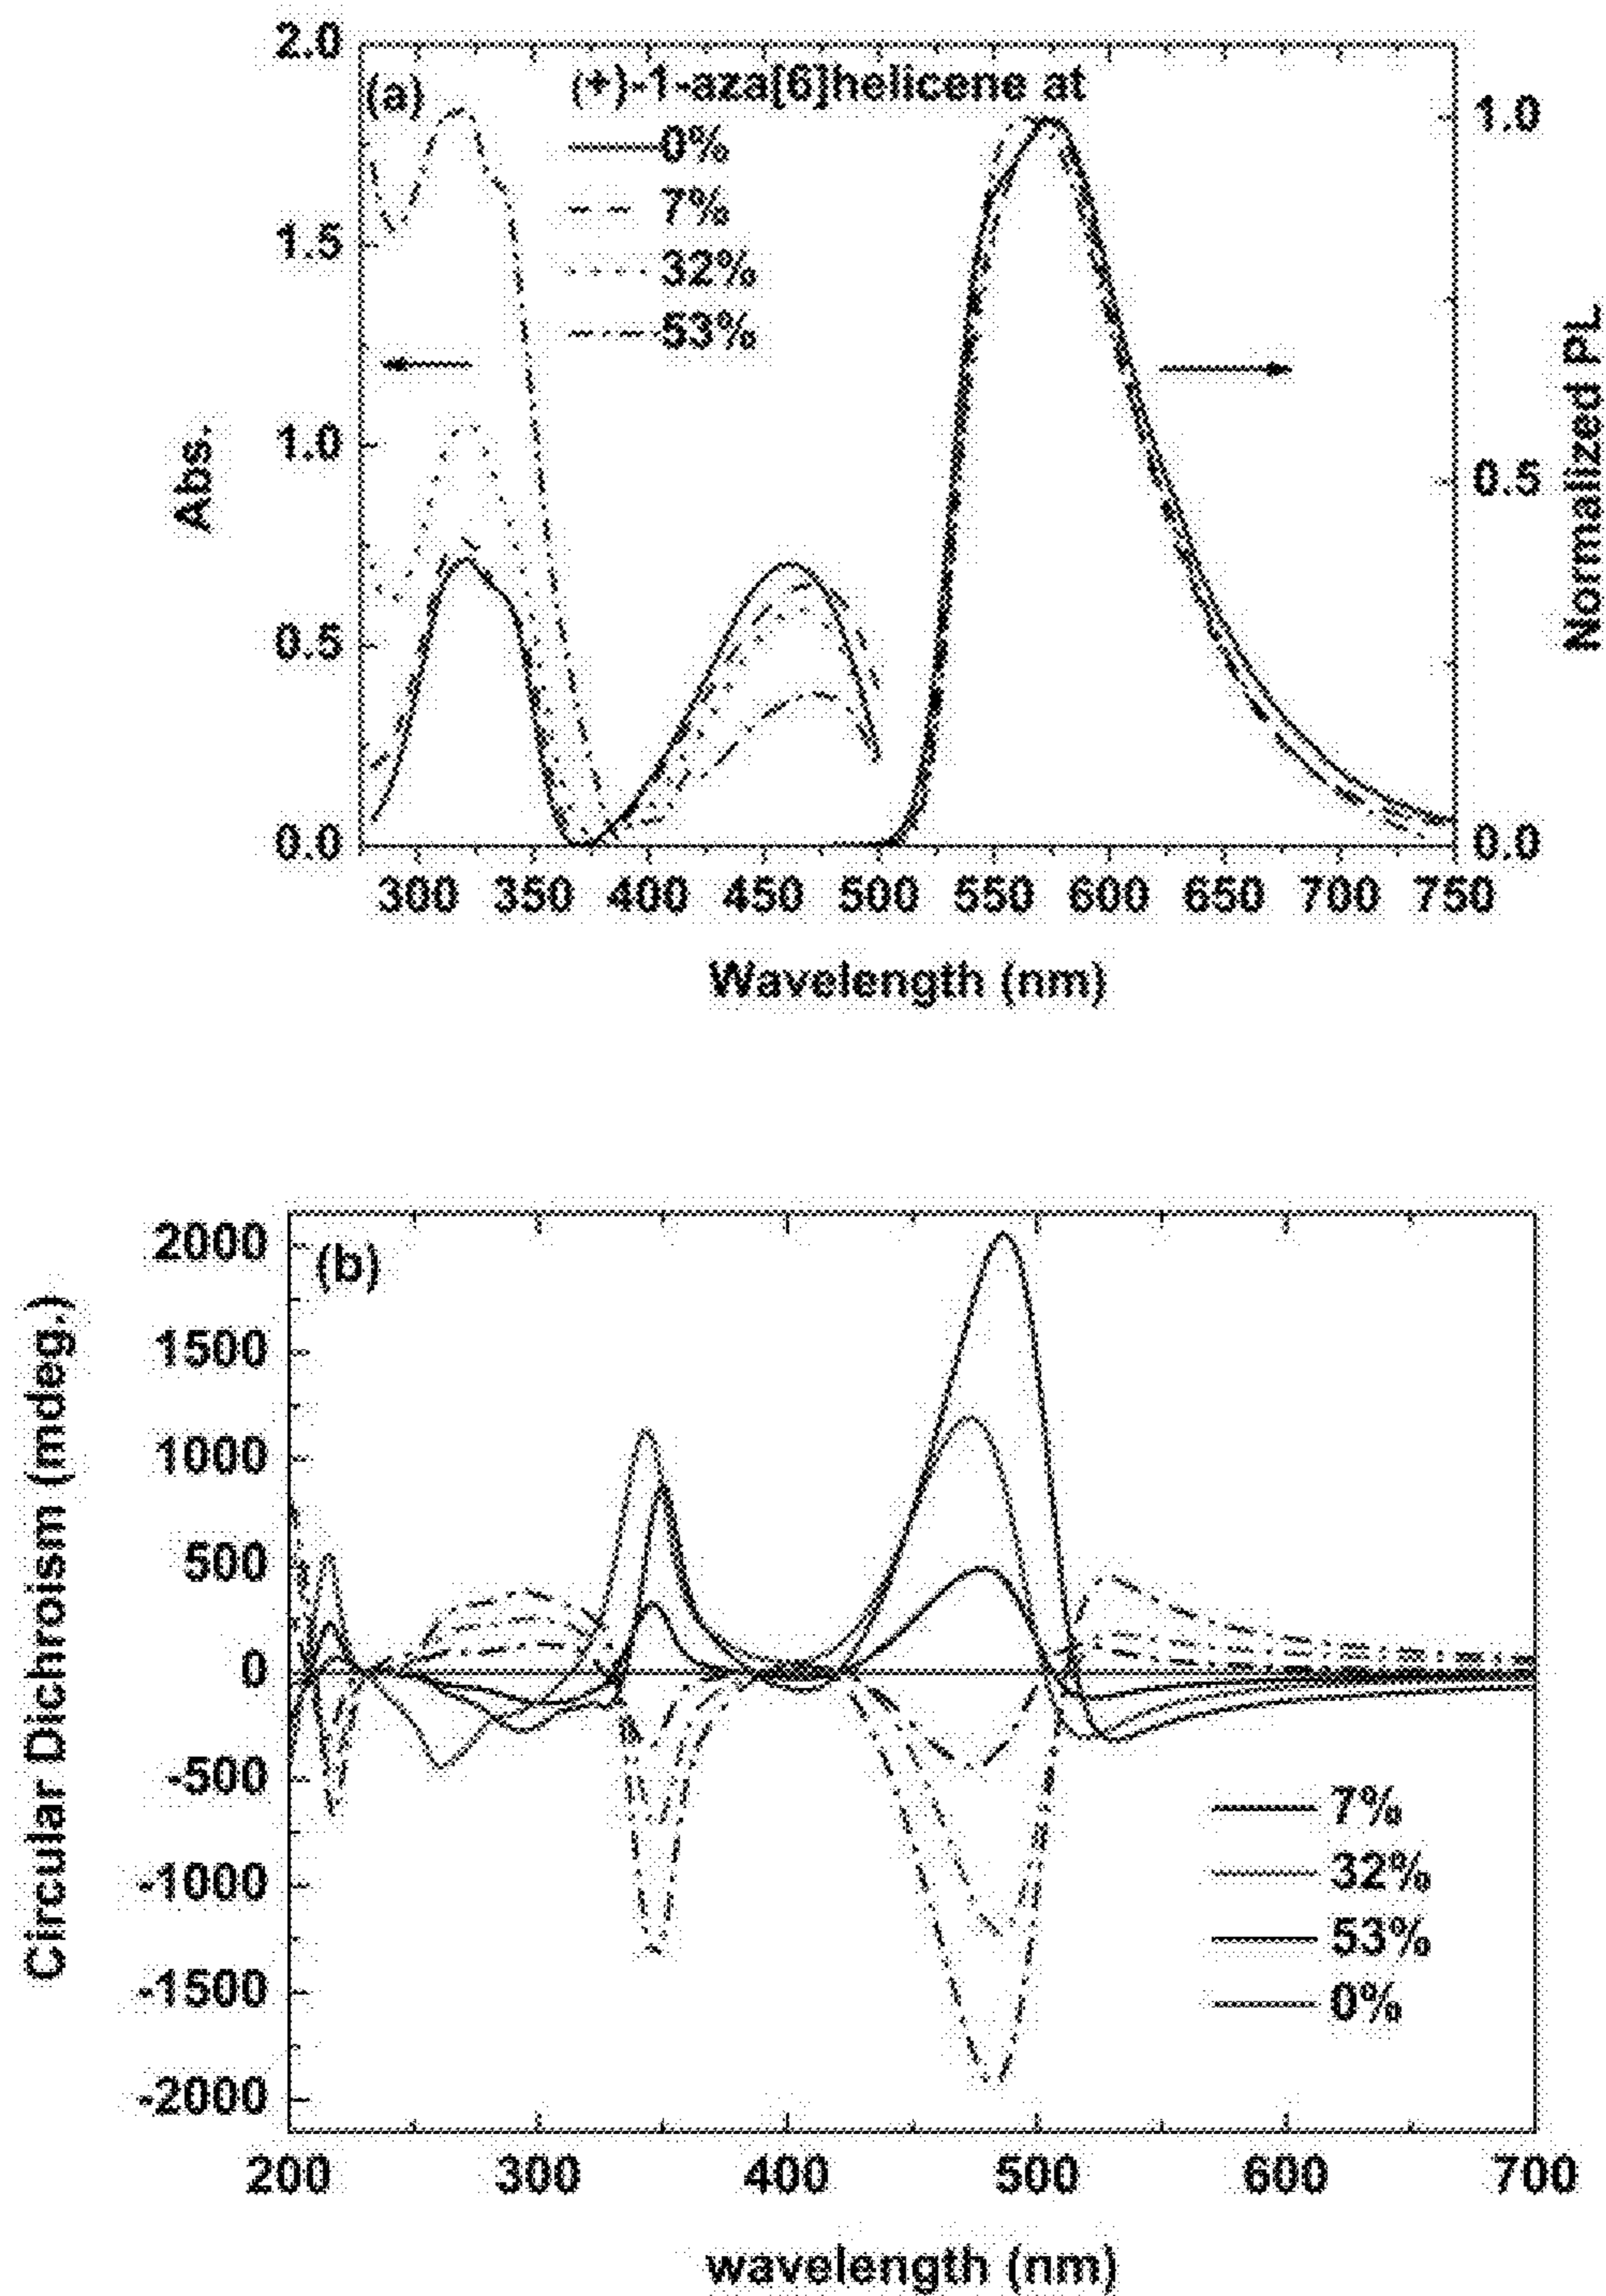 2.0
(a) (+)-1-aza[6]helicene at
0%
7%
32%
53%
1.5
1.0
0.5
0.0
Abs.
1.0
0.5
0.0
Normalized PL
300 350 400 450 500 550 600 650 700 750
Wavelength (nm)
(b)
2000
1500
1000
500
0
-500
-1000
-1500
-2000
Circular Dichroism (mdeg.)
7%
32%
53%
0%
200 300 400 500 600 700
wavelength (nm)